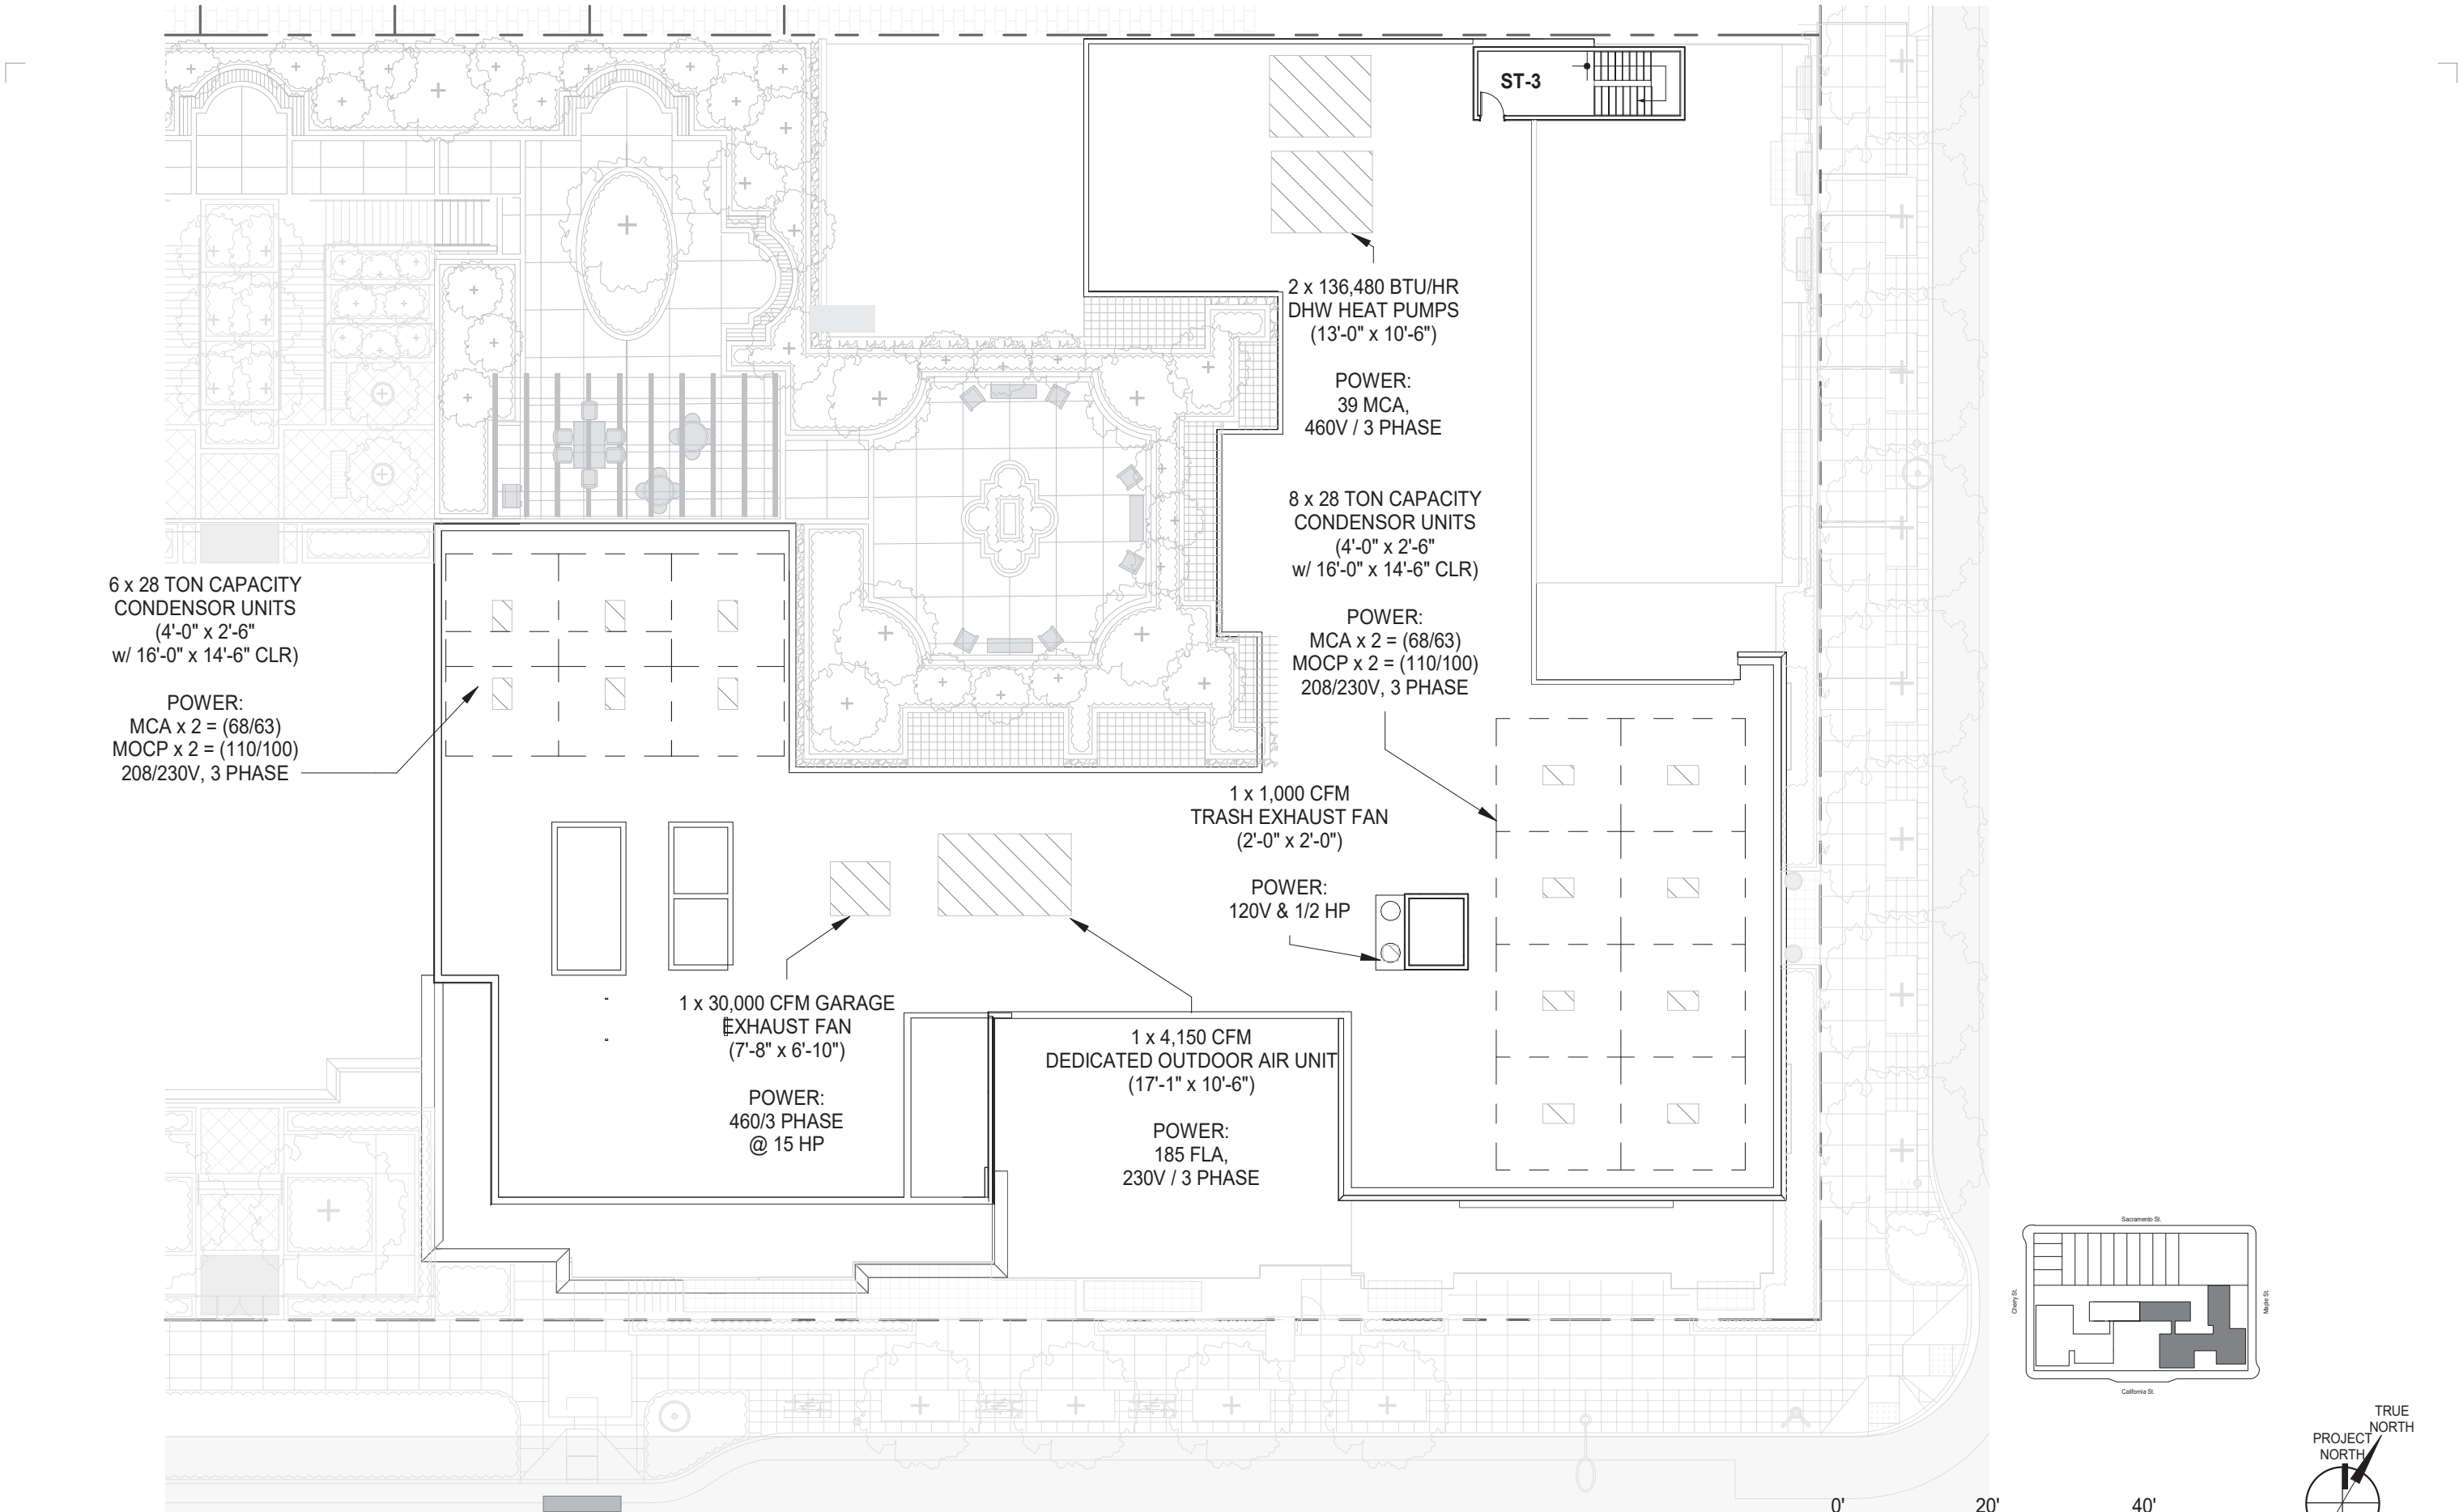 ST-3
2 x 136,480 BTU/HR
DHW HEAT PUMPS
(13'-0" x 10'-6")
POWER:
39 MCA,
460V / 3 PHASE
8 x 28 TON CAPACITY
CONDENSOR UNITS
(4'-0" x 2'-6"
w/ 16'-0" x 14'-6" CLR)
POWER:
MCA x 2 = (68/63)
MOCP x 2 = (110/100)
208/230V, 3 PHASE
6 x 28 TON CAPACITY
CONDENSOR UNITS
(4'-0" x 2'-6"
w/ 16'-0" x 14'-6" CLR)
POWER:
MCA x 2 = (68/63)
MOCP x 2 = (110/100)
208/230V, 3 PHASE
1 x 1,000 CFM
TRASH EXHAUST FAN
(2'-0" x 2'-0")
POWER:
120V & 1/2 HP
1 x 30,000 CFM GARAGE
EXHAUST FAN
(7'-8" x 6'-10")
POWER:
460/3 PHASE
@ 15 HP
1 x 4,150 CFM
DEDICATED OUTDOOR AIR UNIT
(17'-1" x 10'-6")
POWER:
185 FLA,
230V / 3 PHASE
Sacramento St.
Cherry St.
Maple St.
California St.
TRUE
NORTH
PROJECT
NORTH
0' 20' 40'